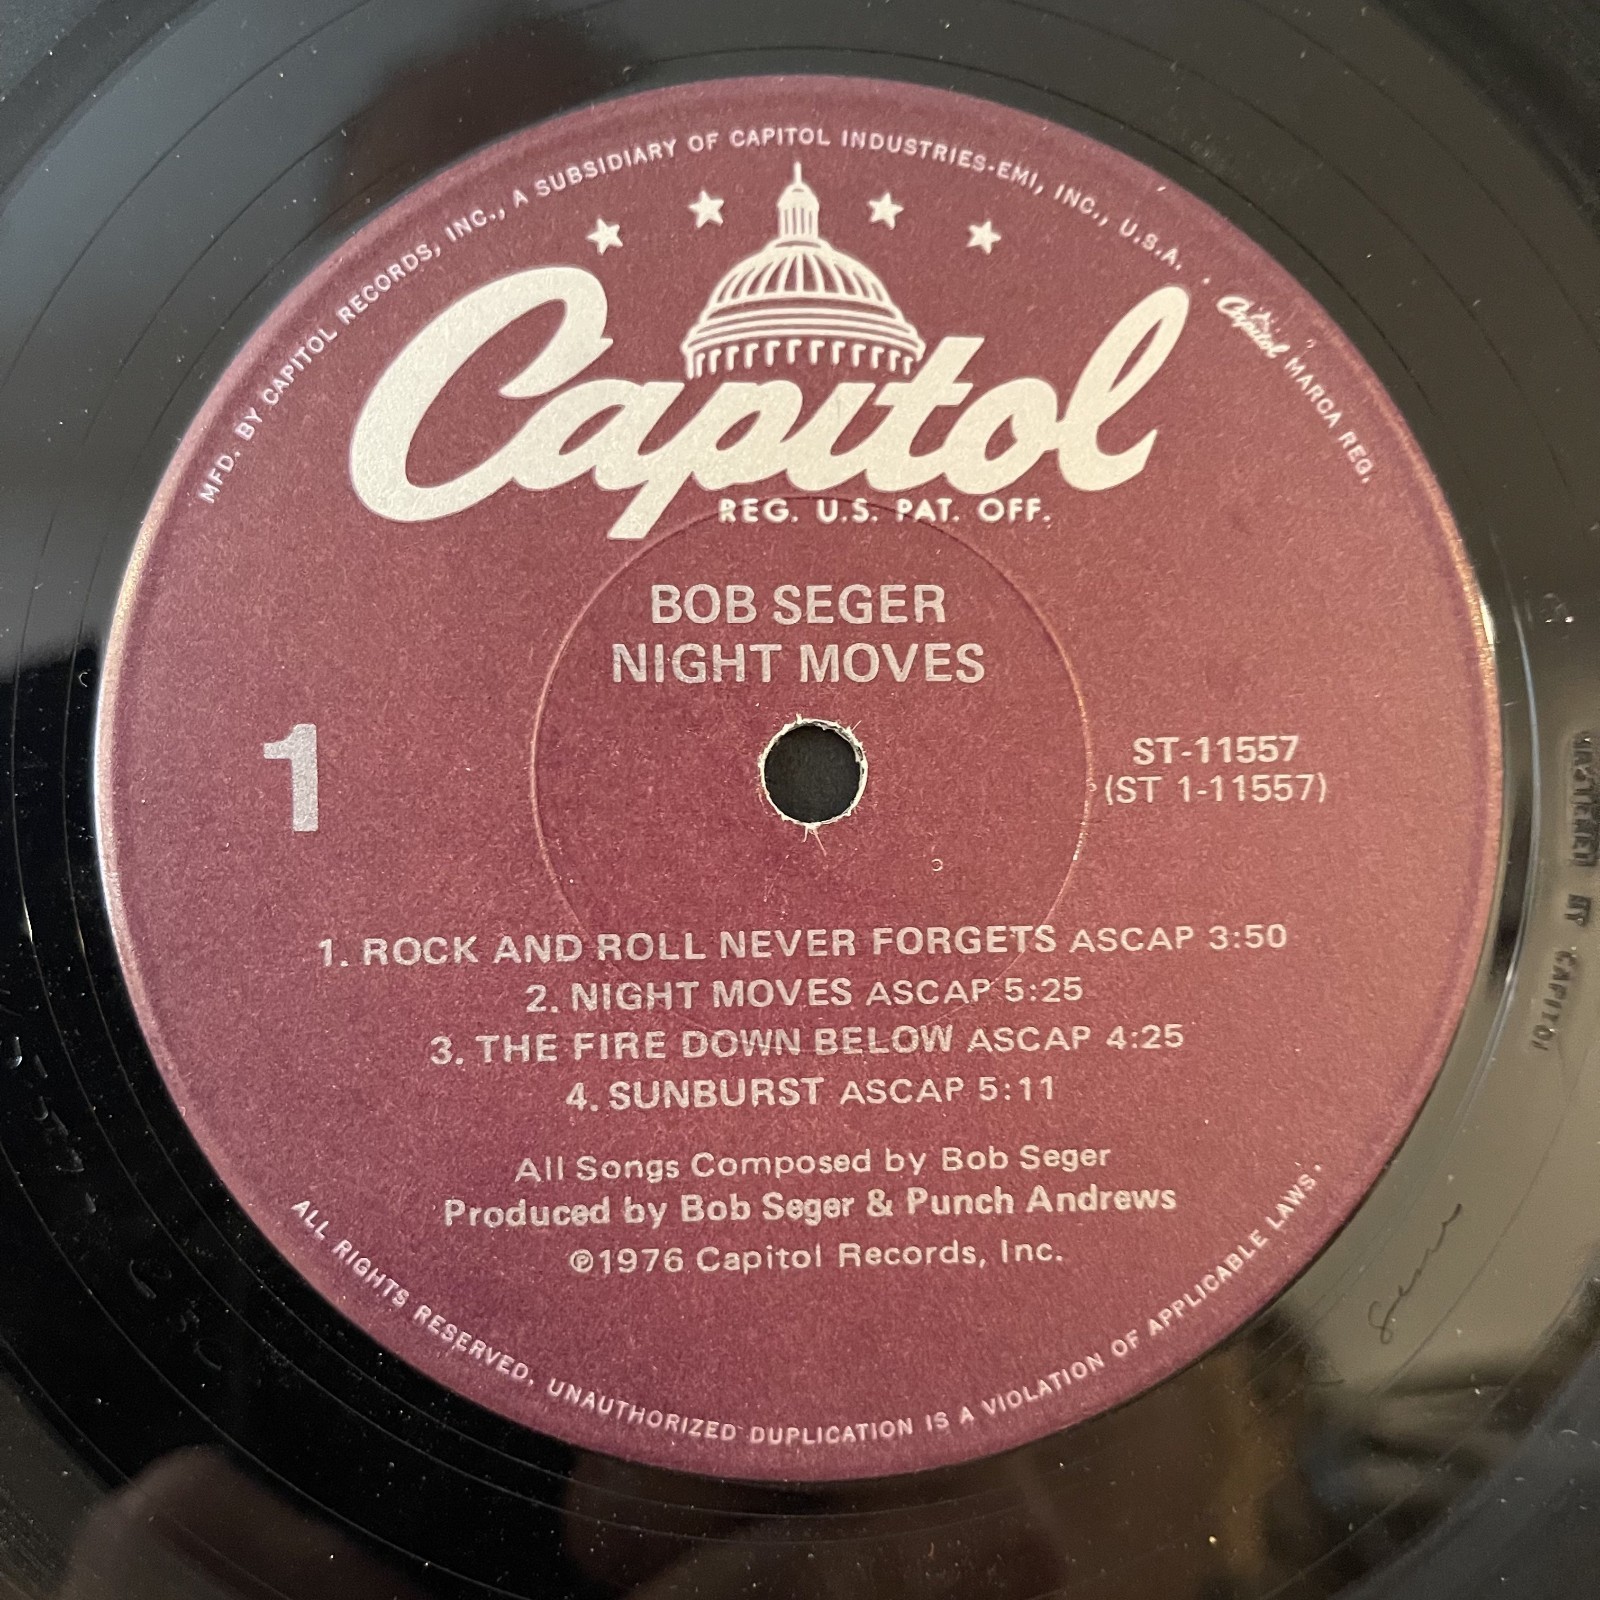 MFD. BY CAPITOL RECORDS, INC., A SUBSIDIARY OF CAPITOL INDUSTRIES-EMI, INC., U.S.A. . Capitol MARCA REG.
Capitol
REG. U.S. PAT. OFF.
BOB SEGER
NIGHT MOVES
1
ST-11557
(ST 1-11557)
1. ROCK AND ROLL NEVER FORGETS ASCAP 3:50
2. NIGHT MOVES ASCAP 5:25
3. THE FIRE DOWN BELOW ASCAP 4:25
4. SUNBURST ASCAP 5:11
All Songs Composed by Bob Seger
Produced by Bob Seger & Punch Andrews
℗1976 Capitol Records, Inc.
ALL RIGHTS RESERVED. UNAUTHORIZED DUPLICATION IS A VIOLATION OF APPLICABLE LAWS.
MASTERED BY CAPITOL